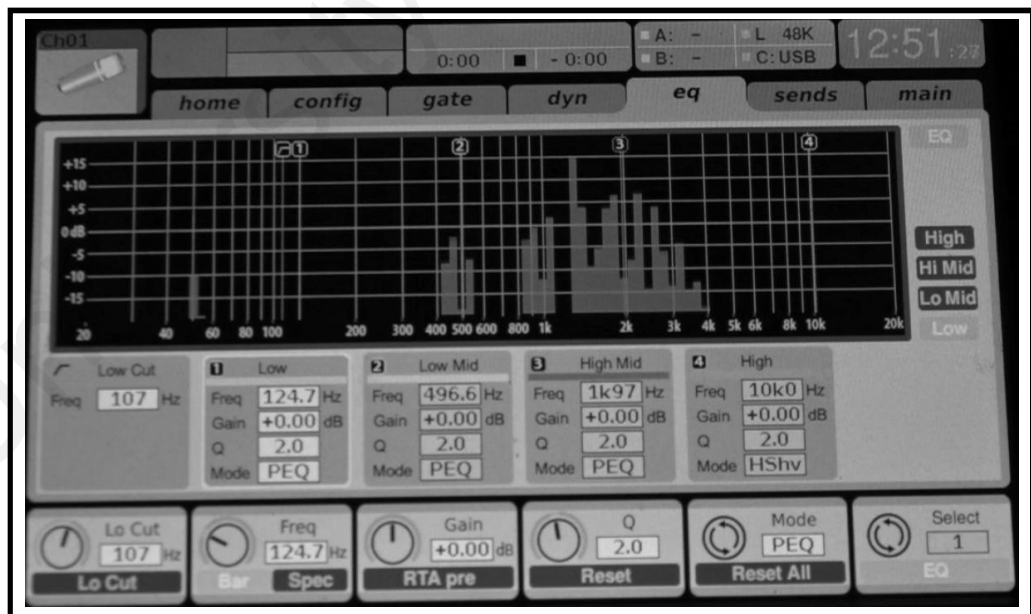 Ch01
0:00 - 0:00
A: - L 48K
B: - C: USB
12:51:27
home config gate dyn eq sends main
EQ
1 2 3 4
+15
+10
+5
0dB
-5
-10
-15
20 40 60 80 100 200 300 400 500 600 800 1k 2k 3k 4k 5k 6k 8k 10k 20k
High
Hi Mid
Lo Mid
Low
Low Cut
Freq 107 Hz
1 Low
Freq 124.7 Hz
Gain +0.00 dB
Q 2.0
Mode PEQ
2 Low Mid
Freq 496.6 Hz
Gain +0.00 dB
Q 2.0
Mode PEQ
3 High Mid
Freq 1k97 Hz
Gain +0.00 dB
Q 2.0
Mode PEQ
4 High
Freq 10k0 Hz
Gain +0.00 dB
Q 2.0
Mode HShv
Lo Cut
107 Hz
Lo Cut
Freq
124.7 Hz
Bar Spec
Gain
+0.00 dB
RTA pre
Q
2.0
Reset
Mode
PEQ
Reset All
Select
1
EQ